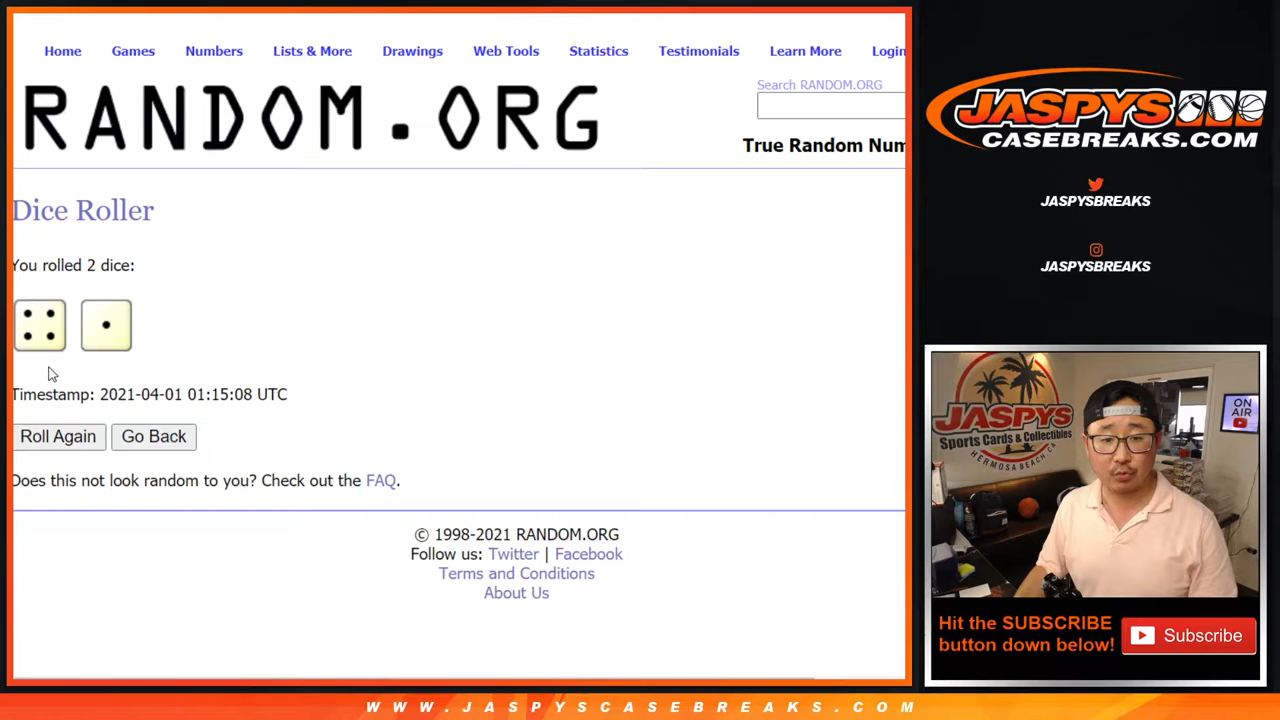 Home Games Numbers Lists & More Drawings Web Tools Statistics Testimonials Learn More Login
RANDOM.ORG
Search RANDOM.ORG
True Random Num
Dice Roller
You rolled 2 dice:
Timestamp: 2021-04-01 01:15:08 UTC
Roll Again Go Back
Does this not look random to you? Check out the FAQ.
© 1998-2021 RANDOM.ORG
Follow us: Twitter | Facebook
Terms and Conditions
About Us
JASPYS
CASEBREAKS.COM
JASPYSBREAKS
JASPYSBREAKS
JASPYS
Sports Cards & Collectibles
HERMOSA BEACH, CA
ON
AIR
Hit the SUBSCRIBE
button down below!
Subscribe
WWW.JASPYSCASEBREAKS.COM